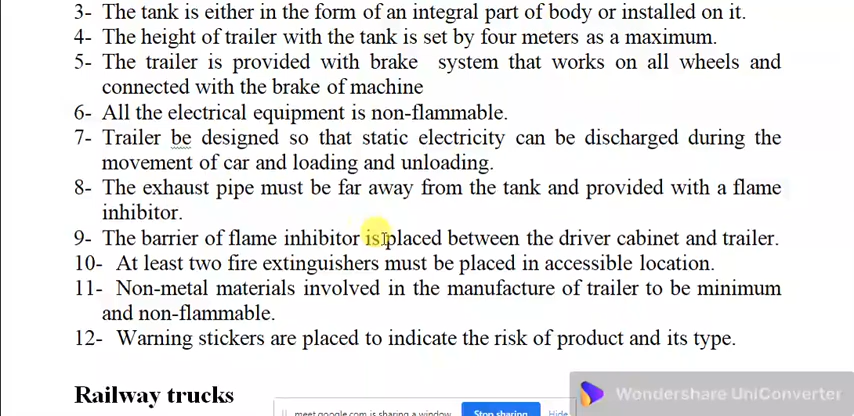 3- The tank is either in the form of an integral part of body or installed on it.
4- The height of trailer with the tank is set by four meters as a maximum.
5- The trailer is provided with brake system that works on all wheels and
connected with the brake of machine
6- All the electrical equipment is non-flammable.
7- Trailer be designed so that static electricity can be discharged during the
movement of car and loading and unloading.
8- The exhaust pipe must be far away from the tank and provided with a flame
inhibitor.
9- The barrier of flame inhibitor is placed between the driver cabinet and trailer.
10- At least two fire extinguishers must be placed in accessible location.
11- Non-metal materials involved in the manufacture of trailer to be minimum
and non-flammable.
12- Warning stickers are placed to indicate the risk of product and its type.
Railway trucks
Wondershare UniConverter
meet.google.com is sharing a window. Stop sharing Hide